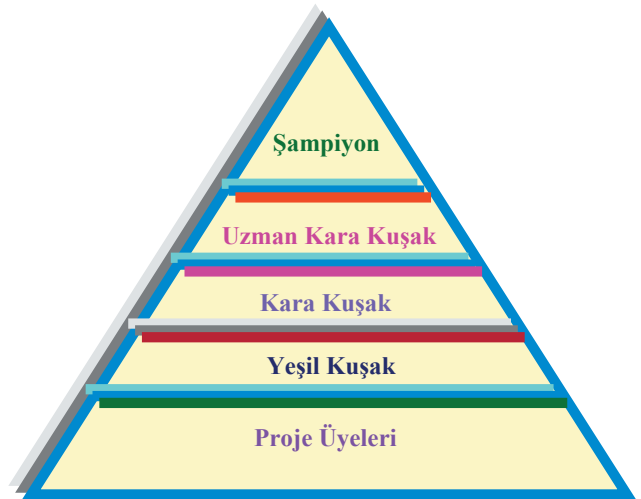 Şampiyon
Uzman Kara Kuşak
Kara Kuşak
Yeşil Kuşak
Proje Üyeleri